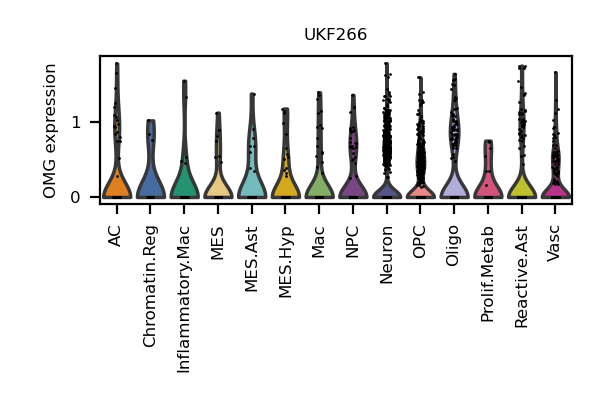 UKF266
OMG expression
1
0
AC
Chromatin.Reg
Inflammatory.Mac
MES
MES.Ast
MES.Hyp
Mac
NPC
Neuron
OPC
Oligo
Prolif.Metab
Reactive.Ast
Vasc